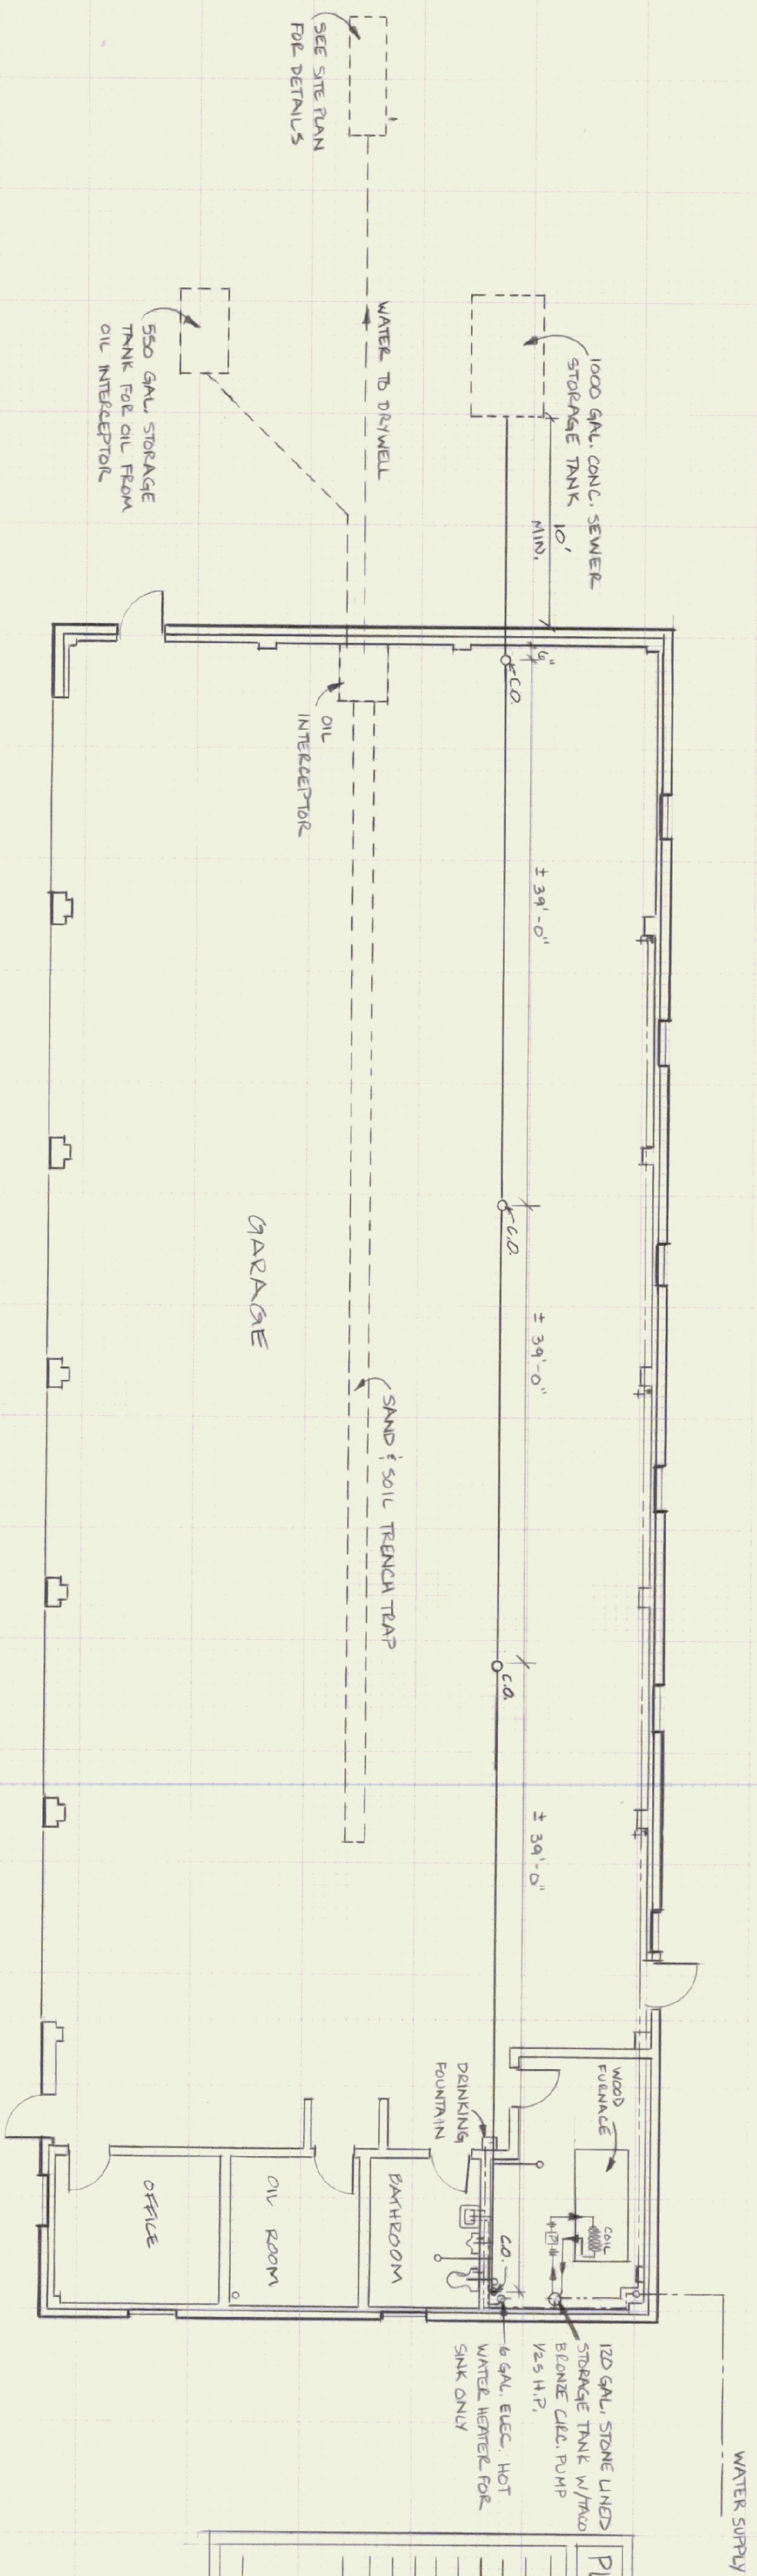 SEE SITE PLAN
FOR DETAILS
WATER TO DRYWELL
550 GAL. STORAGE
TANK FOR OIL FROM
OIL INTERCEPTOR
1000 GAL. CONC. SEWER
STORAGE TANK
10'
MIN.
6"
C.O.
OIL
INTERCEPTOR
± 39'-0"
C.O.
GARAGE
± 39'-0"
SAND & SOIL TRENCH TRAP
C.O.
± 39'-0"
DRINKING
FOUNTAIN
WOOD
FURNACE
COIL
OFFICE
OIL ROOM
BATHROOM
C.O.
120 GAL. STONE LINED
STORAGE TANK W/TACO
BRONZE CIRC. PUMP
1/25 H.P.
6 GAL. ELEC. HOT
WATER HEATER FOR
SINK ONLY
WATER SUPPLY